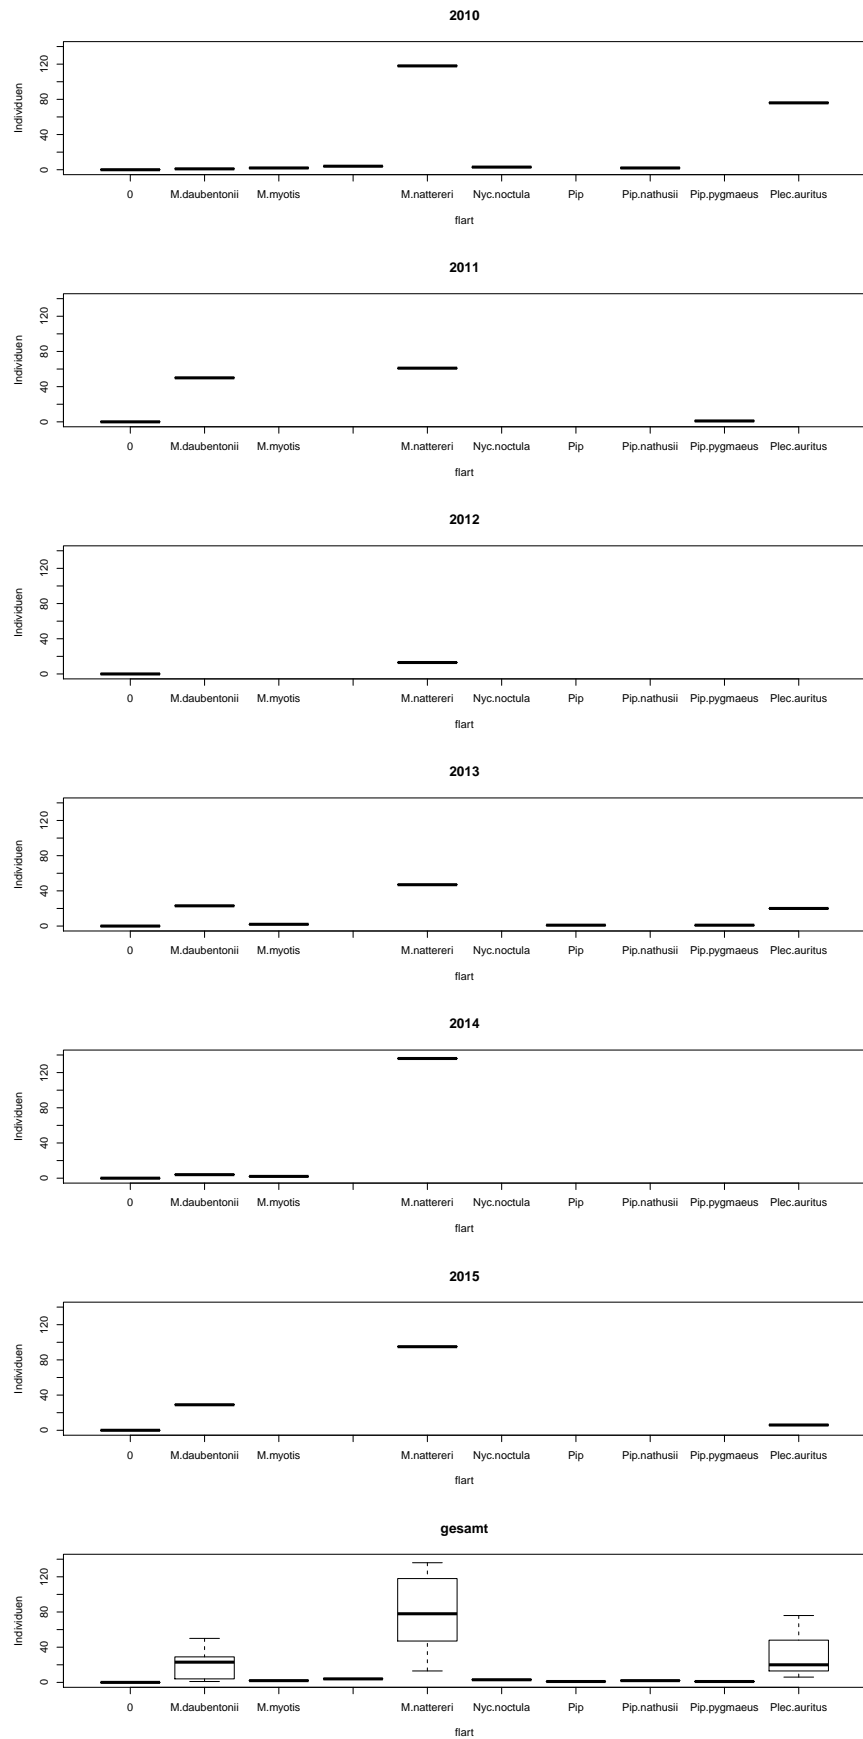 2010
Individuen
0 40 80 120
0 M.daubentonii M.myotis M.nattereri Nyc.noctula Pip Pip.nathusii Pip.pygmaeus Plec.auritus
flart
2011
Individuen
0 40 80 120
0 M.daubentonii M.myotis M.nattereri Nyc.noctula Pip Pip.nathusii Pip.pygmaeus Plec.auritus
flart
2012
Individuen
0 40 80 120
0 M.daubentonii M.myotis M.nattereri Nyc.noctula Pip Pip.nathusii Pip.pygmaeus Plec.auritus
flart
2013
Individuen
0 40 80 120
0 M.daubentonii M.myotis M.nattereri Nyc.noctula Pip Pip.nathusii Pip.pygmaeus Plec.auritus
flart
2014
Individuen
0 40 80 120
0 M.daubentonii M.myotis M.nattereri Nyc.noctula Pip Pip.nathusii Pip.pygmaeus Plec.auritus
flart
2015
Individuen
0 40 80 120
0 M.daubentonii M.myotis M.nattereri Nyc.noctula Pip Pip.nathusii Pip.pygmaeus Plec.auritus
flart
gesamt
Individuen
0 40 80 120
0 M.daubentonii M.myotis M.nattereri Nyc.noctula Pip Pip.nathusii Pip.pygmaeus Plec.auritus
flart